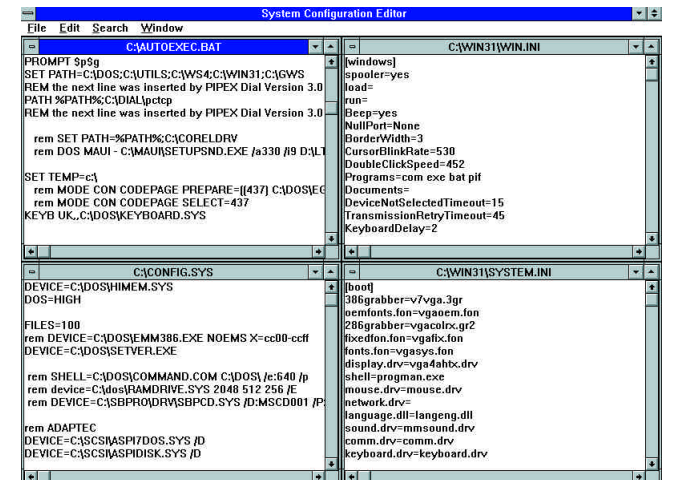 System Configuration Editor
File Edit Search Window
C:\AUTOEXEC.BAT
PROMPT $p$g
SET PATH=C:\DOS;C:\UTILS;C:\WS4;C:\WIN31;C:\GWS
REM the next line was inserted by PIPEX Dial Version 3.0
PATH %PATH%;C:\DIAL\pctcp
REM the next line was inserted by PIPEX Dial Version 3.0
rem SET PATH=%PATH%;C:\CORELDRV
rem DOS MAUI - C:\MAUI\SETUPSND.EXE /a330 /i9 D:\LT
SET TEMP=c:\
rem MODE CON CODEPAGE PREPARE=((437) C:\DOS\EG
rem MODE CON CODEPAGE SELECT=437
KEYB UK,,C:\DOS\KEYBOARD.SYS
C:\WIN31\WIN.INI
[windows]
spooler=yes
load=
run=
Beep=yes
NullPort=None
BorderWidth=3
CursorBlinkRate=530
DoubleClickSpeed=452
Programs=com exe bat pif
Documents=
DeviceNotSelectedTimeout=15
TransmissionRetryTimeout=45
KeyboardDelay=2
C:\CONFIG.SYS
DEVICE=C:\DOS\HIMEM.SYS
DOS=HIGH
FILES=100
rem DEVICE=C:\DOS\EMM386.EXE NOEMS X=cc00-ccff
DEVICE=C:\DOS\SETVER.EXE
rem SHELL=C:\DOS\COMMAND.COM C:\DOS\ /e:640 /p
rem device=C:\dos\RAMDRIVE.SYS 2048 512 256 /E
rem DEVICE=C:\SBPRO\DRV\SBPCD.SYS /D:MSCD001 /P:
rem ADAPTEC
DEVICE=C:\SCSI\ASPI7DOS.SYS /D
DEVICE=C:\SCSI\ASPIDISK.SYS /D
C:\WIN31\SYSTEM.INI
[boot]
386grabber=v7vga.3gr
oemfonts.fon=vgaoem.fon
286grabber=vgacolrx.gr2
fixedfon.fon=vgafix.fon
fonts.fon=vgasys.fon
display.drv=vga4ahtx.drv
shell=progman.exe
mouse.drv=mouse.drv
network.drv=
language.dll=langeng.dll
sound.drv=mmsound.drv
comm.drv=comm.drv
keyboard.drv=keyboard.drv